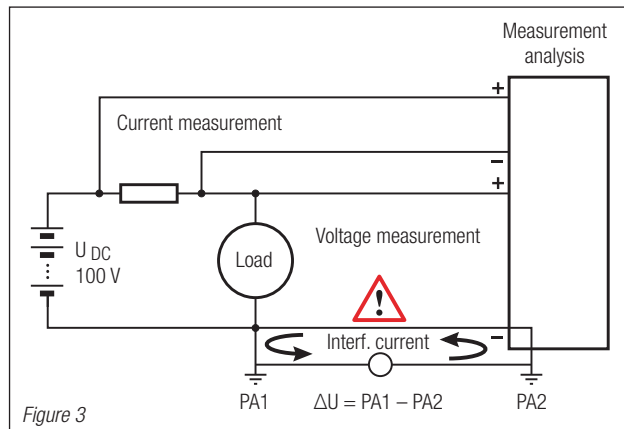 Measurement
analysis
+
Current measurement
−
+
U DC
100 V
Load
Voltage measurement
!
Interf. current
−
PA1
ΔU = PA1 – PA2
PA2
Figure 3